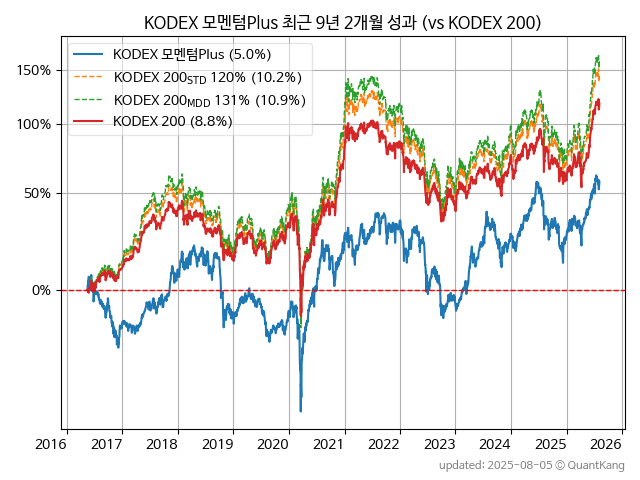 KODEX 모멘텀Plus 최근 9년 2개월 성과 (vs KODEX 200)
KODEX 모멘텀Plus (5.0%)
KODEX 200STD 120% (10.2%)
KODEX 200MDD 131% (10.9%)
KODEX 200 (8.8%)
150%
100%
50%
0%
2016 2017 2018 2019 2020 2021 2022 2023 2024 2025 2026
updated: 2025-08-05 © QuantKang